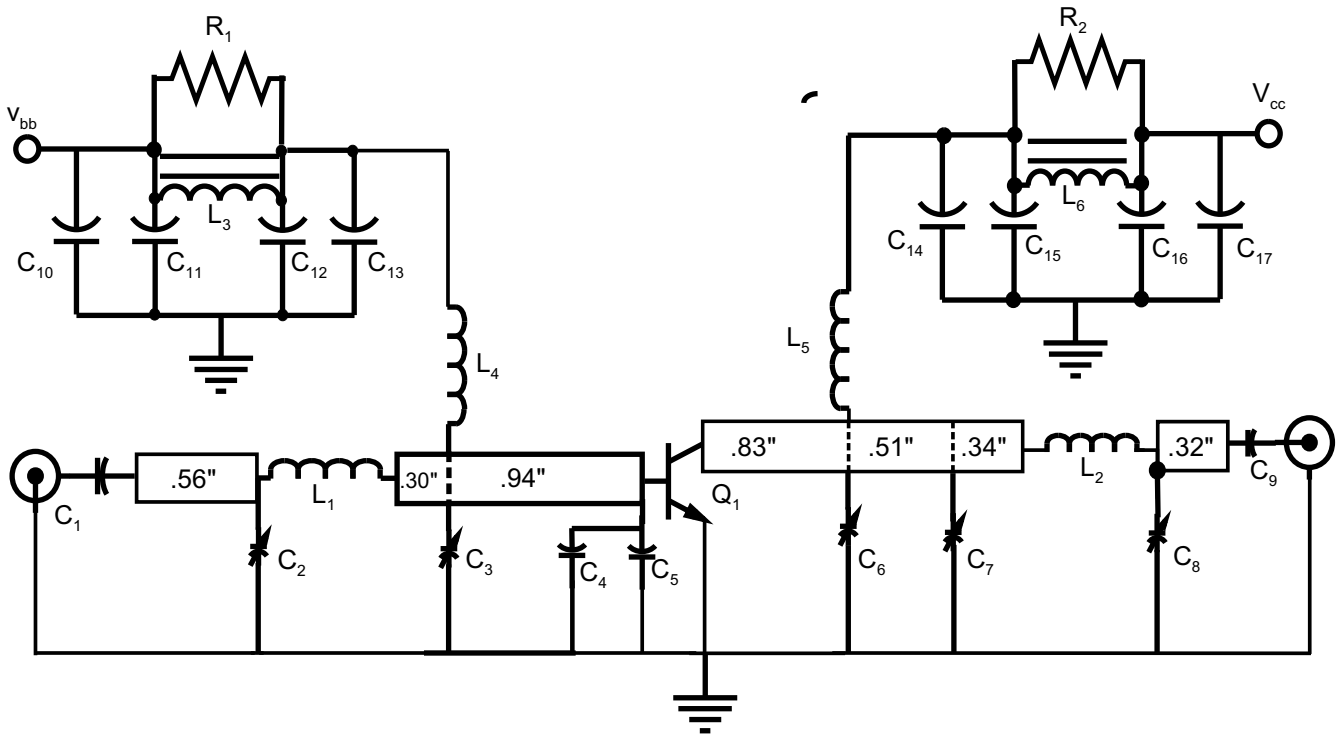 R1
R2
vbb
Vcc
L3
L6
C10
C11
C12
C13
C14
C15
C16
C17
L4
L5
.56"
L1
.30"
.94"
.83"
.51"
.34"
L2
.32"
C1
Q1
C9
C2
C3
C4
C5
C6
C7
C8